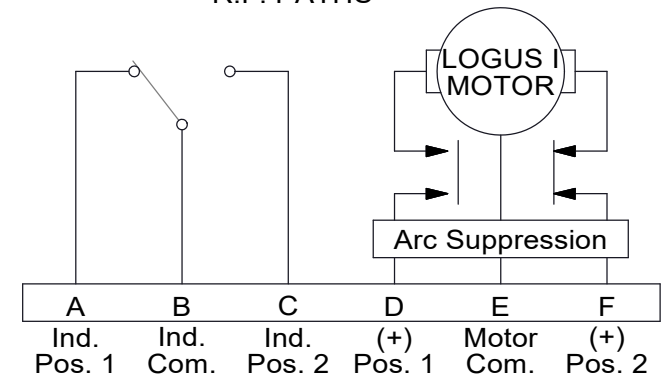 LOGUS I
MOTOR
Arc Suppression
A B C D E F
Ind. Ind. Ind. (+) Motor (+)
Pos. 1 Com. Pos. 2 Pos. 1 Com. Pos. 2